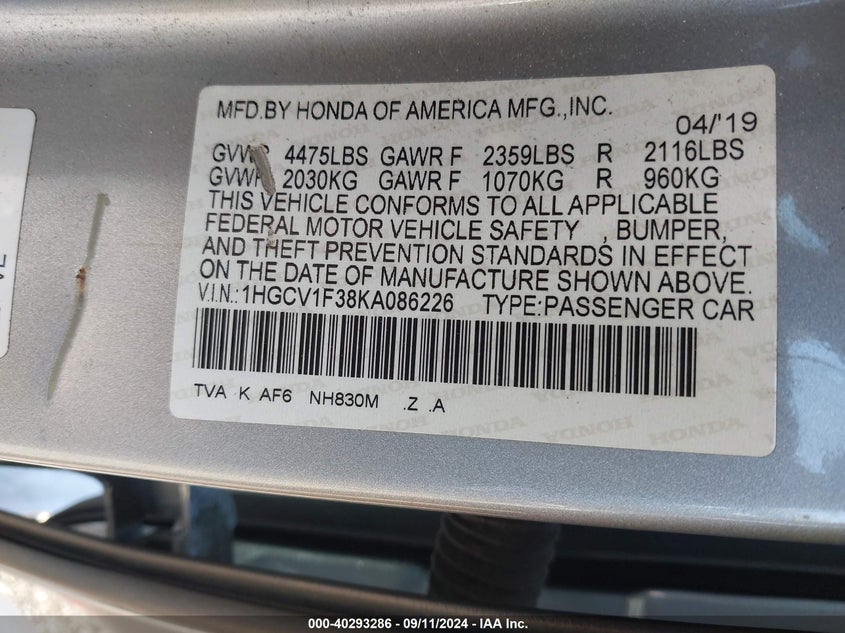 MFD.BY HONDA OF AMERICA MFG.,INC.
04/'19
GVWR 4475LBS GAWR F 2359LBS R 2116LBS
GVWR 2030KG GAWR F 1070KG R 960KG
THIS VEHICLE CONFORMS TO ALL APPLICABLE
FEDERAL MOTOR VEHICLE SAFETY , BUMPER,
AND THEFT PREVENTION STANDARDS IN EFFECT
ON THE DATE OF MANUFACTURE SHOWN ABOVE.
V.I.N.:1HGCV1F38KA086226 TYPE:PASSENGER CAR
TVA K AF6 NH830M .Z .A
000-40293286 - 09/11/2024 - IAA Inc.